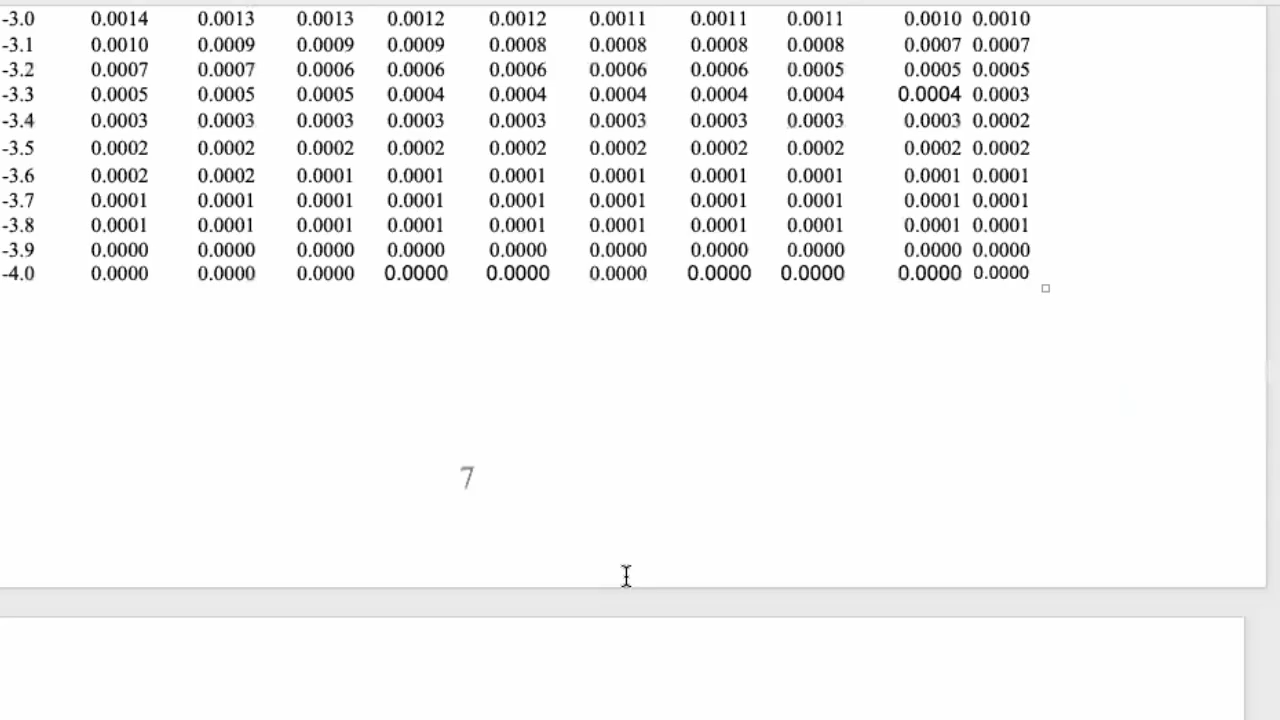 -3.0 0.0014 0.0013 0.0013 0.0012 0.0012 0.0011 0.0011 0.0011 0.0010 0.0010
-3.1 0.0010 0.0009 0.0009 0.0009 0.0008 0.0008 0.0008 0.0008 0.0007 0.0007
-3.2 0.0007 0.0007 0.0006 0.0006 0.0006 0.0006 0.0006 0.0005 0.0005 0.0005
-3.3 0.0005 0.0005 0.0005 0.0004 0.0004 0.0004 0.0004 0.0004 0.0004 0.0003
-3.4 0.0003 0.0003 0.0003 0.0003 0.0003 0.0003 0.0003 0.0003 0.0003 0.0002
-3.5 0.0002 0.0002 0.0002 0.0002 0.0002 0.0002 0.0002 0.0002 0.0002 0.0002
-3.6 0.0002 0.0002 0.0001 0.0001 0.0001 0.0001 0.0001 0.0001 0.0001 0.0001
-3.7 0.0001 0.0001 0.0001 0.0001 0.0001 0.0001 0.0001 0.0001 0.0001 0.0001
-3.8 0.0001 0.0001 0.0001 0.0001 0.0001 0.0001 0.0001 0.0001 0.0001 0.0001
-3.9 0.0000 0.0000 0.0000 0.0000 0.0000 0.0000 0.0000 0.0000 0.0000 0.0000
-4.0 0.0000 0.0000 0.0000 0.0000 0.0000 0.0000 0.0000 0.0000 0.0000 0.0000
7